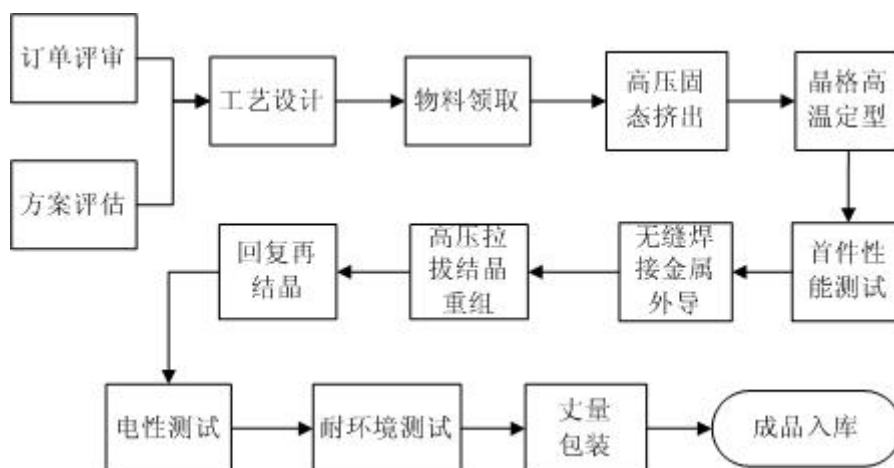 订单评审
方案评估
工艺设计
物料领取
高压固
态挤出
晶格高
温定型
首件性
能测试
无缝焊
接金属
外导
高压拉
拔结晶
重组
回复再
结晶
电性测试
耐环境测试
丈量
包装
成品入库